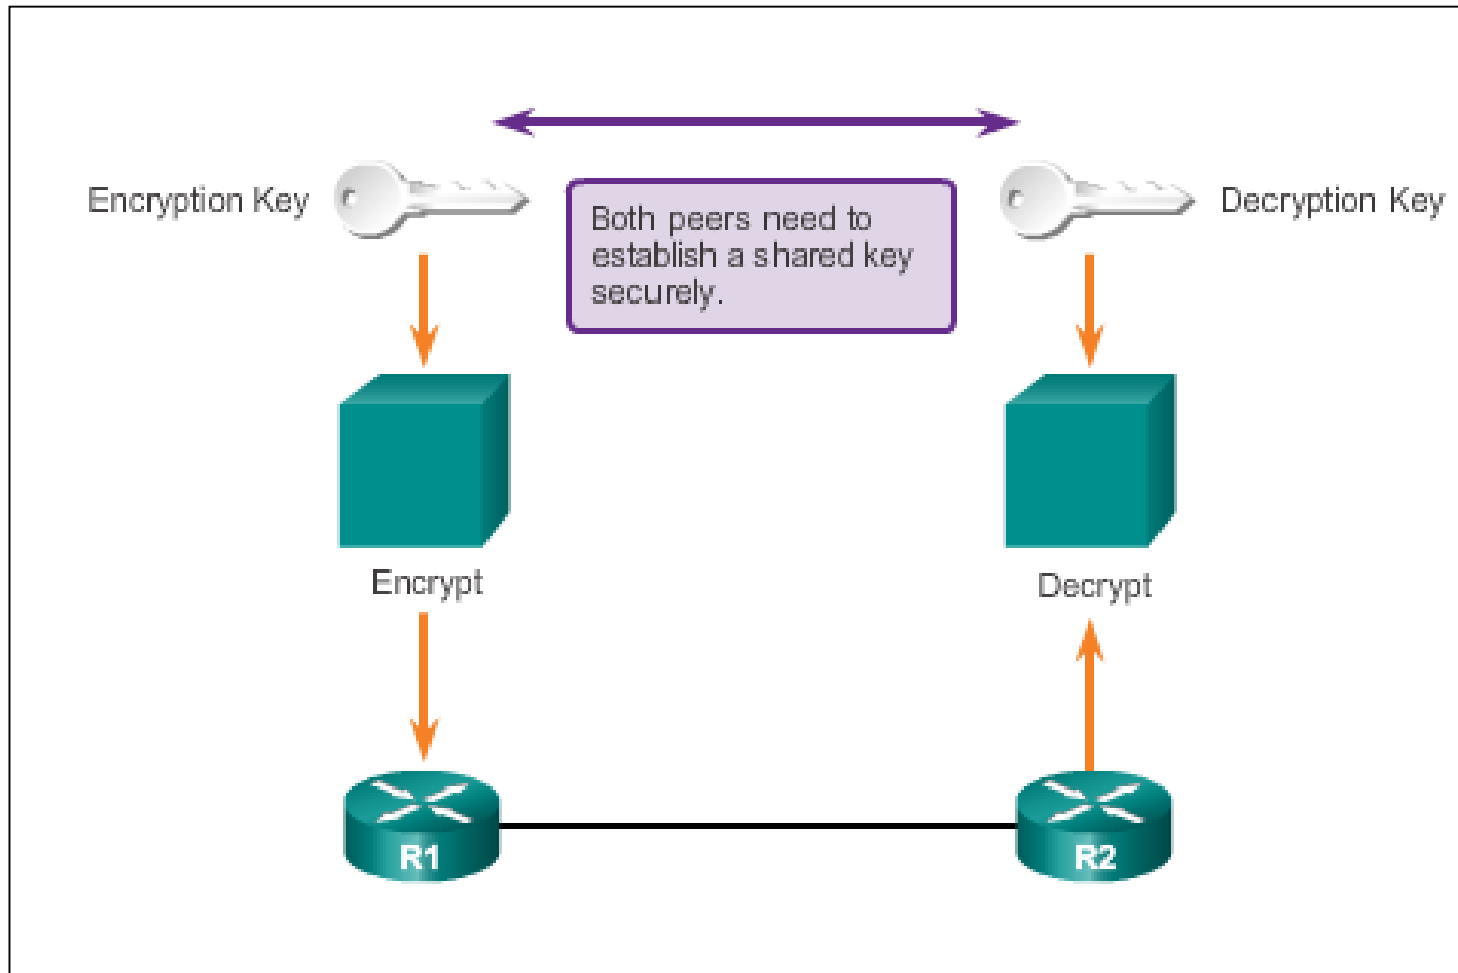 Encryption Key
Both peers need to
establish a shared key
securely.
Decryption Key
Encrypt
Decrypt
R1
R2